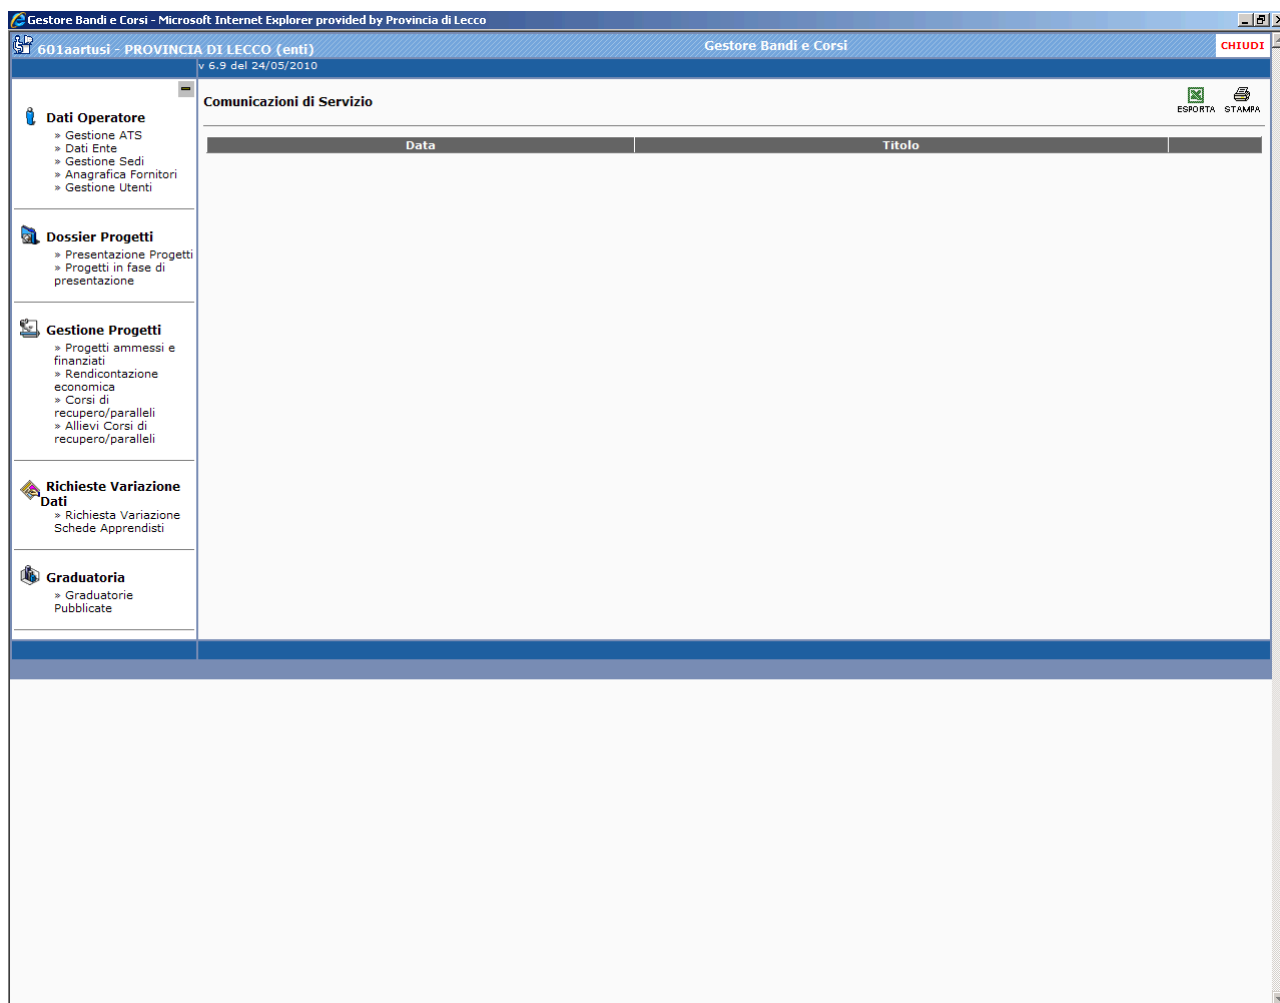 Gestore Bandi e Corsi - Microsoft Internet Explorer provided by Provincia di Lecco
601aartusi - PROVINCIA DI LECCO (enti)
Gestore Bandi e Corsi
CHIUDI
v 6.9 del 24/05/2010
Comunicazioni di Servizio
ESPORTA STAMPA
Data Titolo
Dati Operatore
» Gestione ATS
» Dati Ente
» Gestione Sedi
» Anagrafica Fornitori
» Gestione Utenti
Dossier Progetti
» Presentazione Progetti
» Progetti in fase di
presentazione
Gestione Progetti
» Progetti ammessi e
finanziati
» Rendicontazione
economica
» Corsi di
recupero/paralleli
» Allievi Corsi di
recupero/paralleli
Richieste Variazione
Dati
» Richiesta Variazione
Schede Apprendisti
Graduatoria
» Graduatorie
Pubblicate